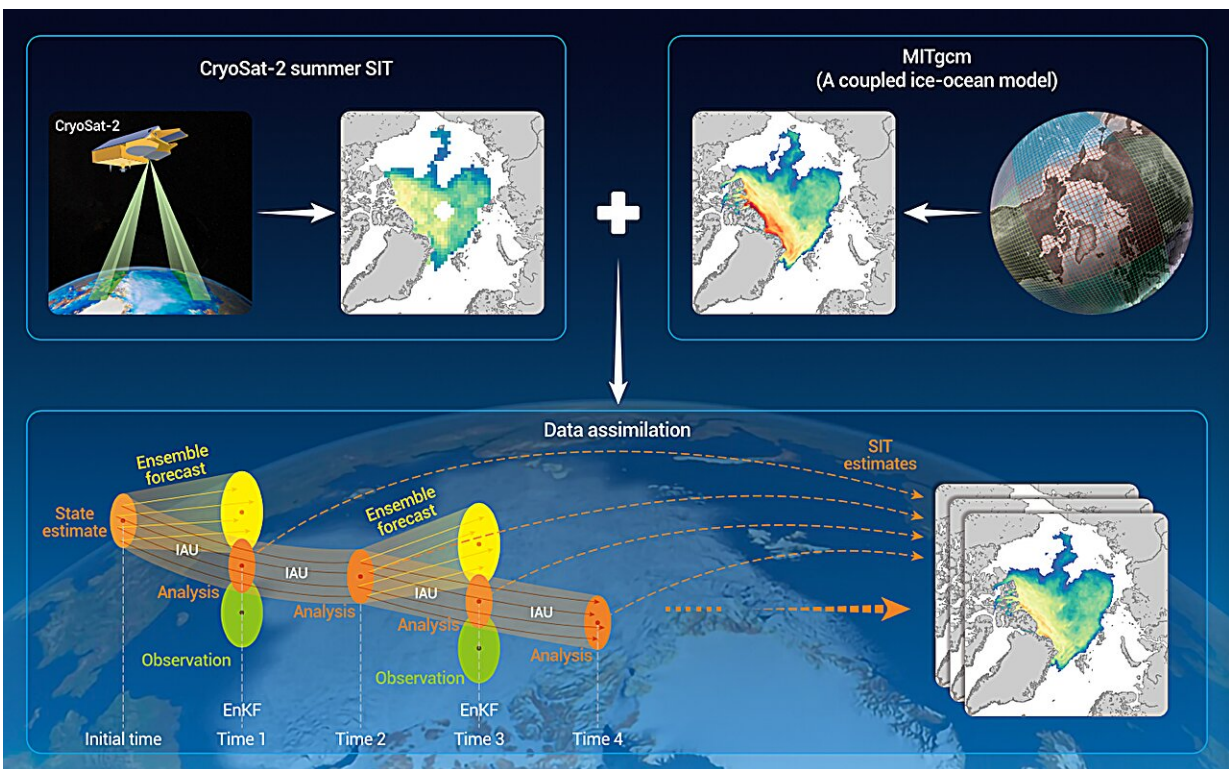 CryoSat-2 summer SIT
CryoSat-2
MITgcm
(A coupled ice-ocean model)
Data assimilation
Ensemble
forecast
State
estimate
IAU
Analysis
Observation
IAU
Ensemble
forecast
Analysis
IAU
Analysis
Observation
IAU
Analysis
SIT
estimates
EnKF
EnKF
Initial time
Time 1
Time 2
Time 3
Time 4